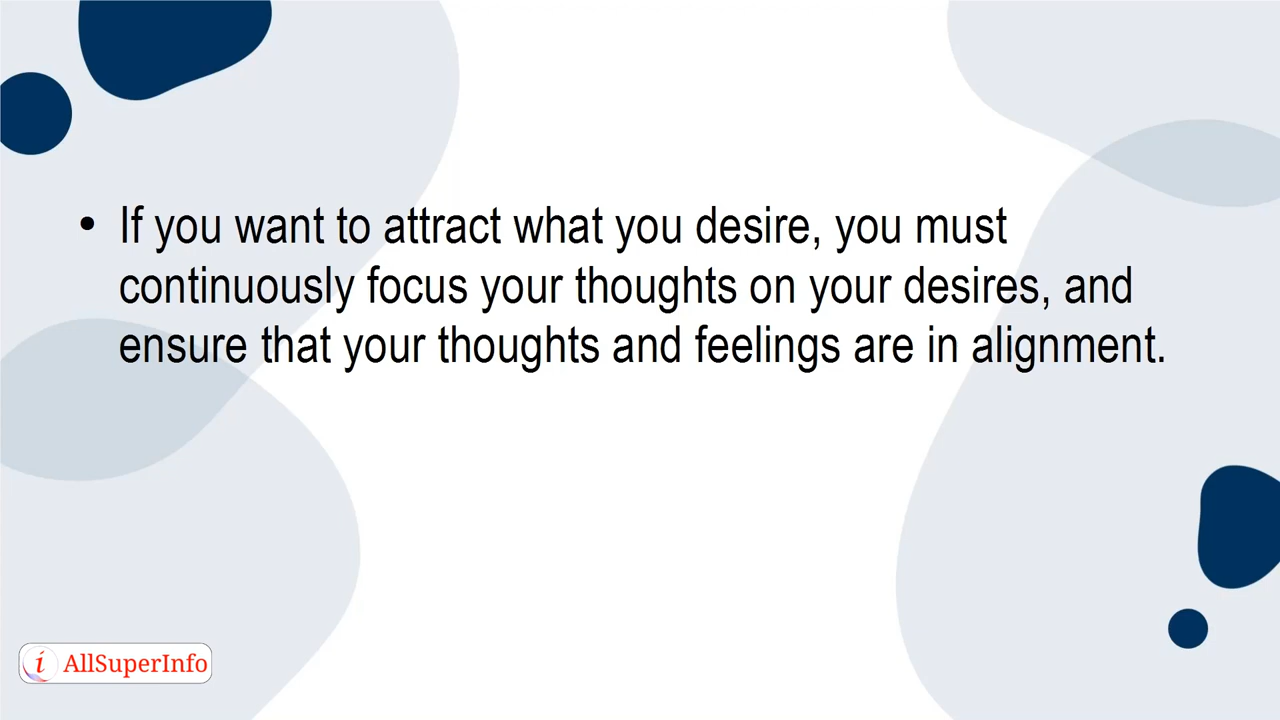 • If you want to attract what you desire, you must
continuously focus your thoughts on your desires, and
ensure that your thoughts and feelings are in alignment.
i AllSuperInfo